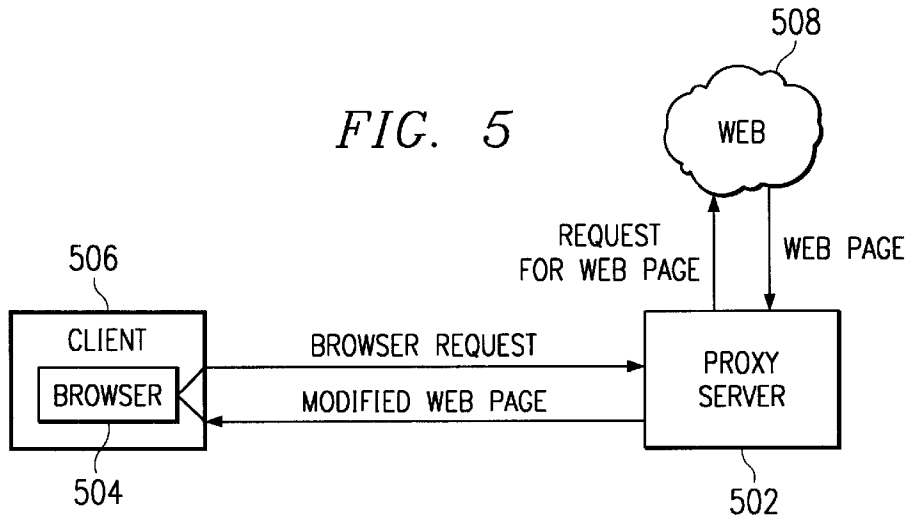 508
FIG. 5
WEB
REQUEST
FOR WEB PAGE
WEB PAGE
506
CLIENT
BROWSER
BROWSER REQUEST
MODIFIED WEB PAGE
PROXY
SERVER
504
502